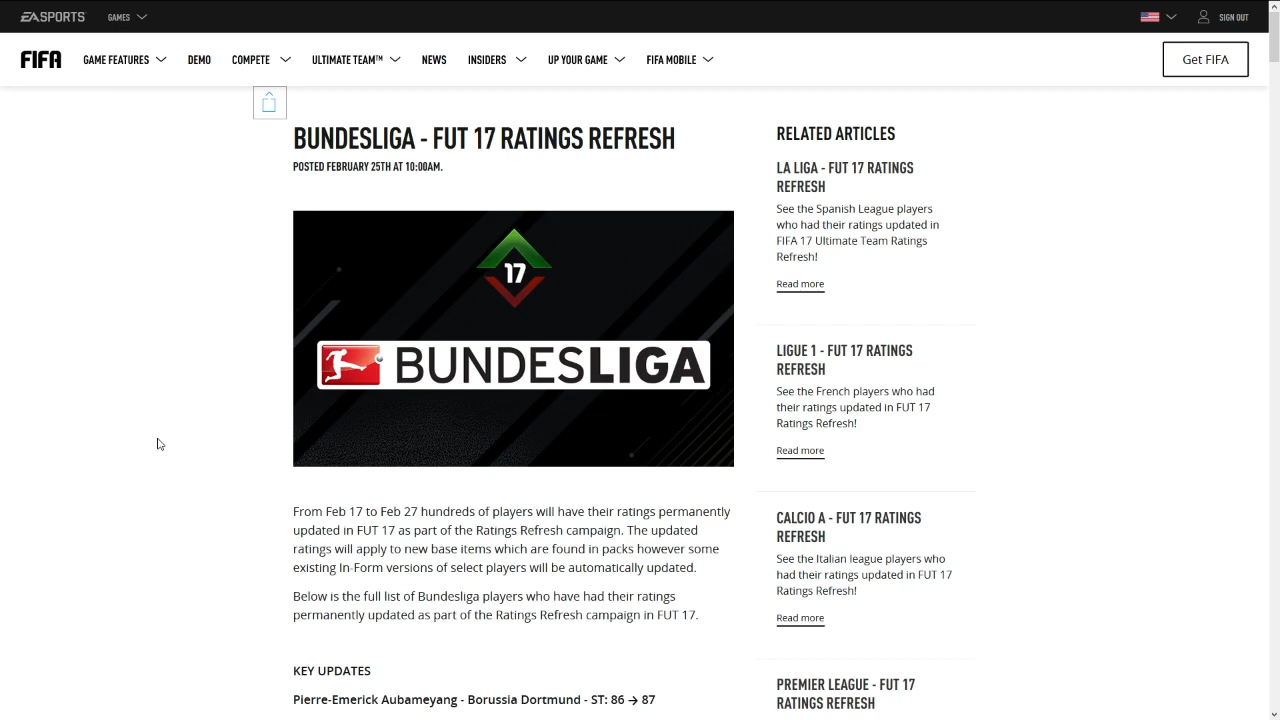 EA SPORTS GAMES SIGN OUT
FIFA GAME FEATURES DEMO COMPETE ULTIMATE TEAM™ NEWS INSIDERS UP YOUR GAME FIFA MOBILE Get FIFA
BUNDESLIGA - FUT 17 RATINGS REFRESH
POSTED FEBRUARY 25TH AT 10:00AM.
17
BUNDESLIGA
From Feb 17 to Feb 27 hundreds of players will have their ratings permanently
updated in FUT 17 as part of the Ratings Refresh campaign. The updated
ratings will apply to new base items which are found in packs however some
existing In-Form versions of select players will be automatically updated.
Below is the full list of Bundesliga players who have had their ratings
permanently updated as part of the Ratings Refresh campaign in FUT 17.
KEY UPDATES
Pierre-Emerick Aubameyang - Borussia Dortmund - ST: 86 → 87
RELATED ARTICLES
LA LIGA - FUT 17 RATINGS
REFRESH
See the Spanish League players
who had their ratings updated in
FIFA 17 Ultimate Team Ratings
Refresh!
Read more
LIGUE 1 - FUT 17 RATINGS
REFRESH
See the French players who had
their ratings updated in FUT 17
Ratings Refresh!
Read more
CALCIO A - FUT 17 RATINGS
REFRESH
See the Italian league players who
had their ratings updated in FUT 17
Ratings Refresh!
Read more
PREMIER LEAGUE - FUT 17
RATINGS REFRESH